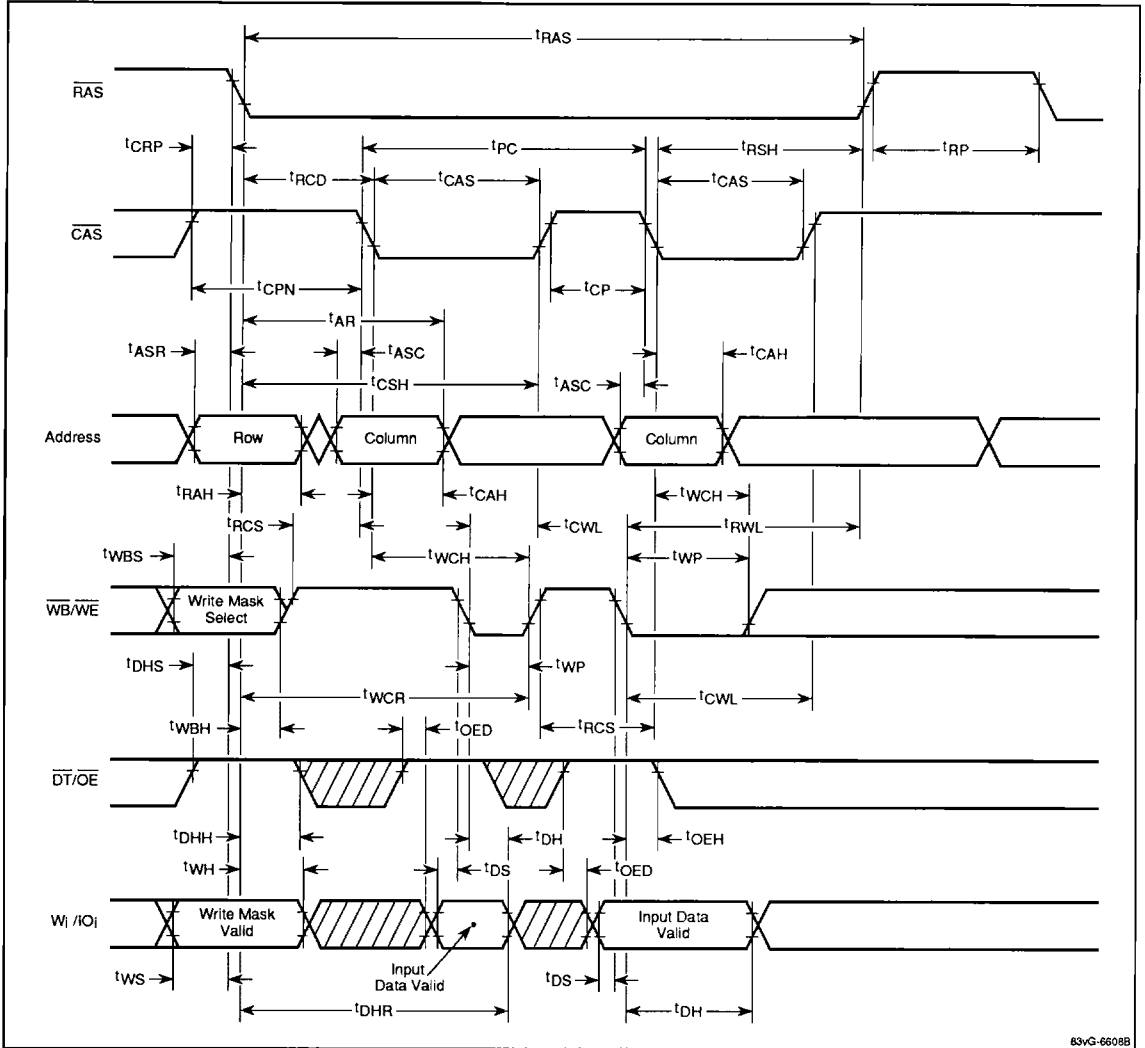 tRAS
RAS
tCRP
tPC
tRSH
tRP
tRCD
tCAS
tCAS
CAS
tCPN
tCP
tAR
tASR
tASC
tCAH
tCSH
tASC
Address
Row
Column
Column
tRAH
tCAH
tWCH
tRCS
tCWL
tRWL
tWBS
tWCH
tWP
WB/WE
Write Mask
Select
tDHS
tWP
tWCR
tCWL
tWBH
tOED
tRCS
DT/OE
tDHH
tDH
tOEH
tWH
tDS
tOED
Wi /IOi
Write Mask
Valid
Input Data
Valid
tWS
Input
Data Valid
tDS
tDHR
tDH
83vG-6608B